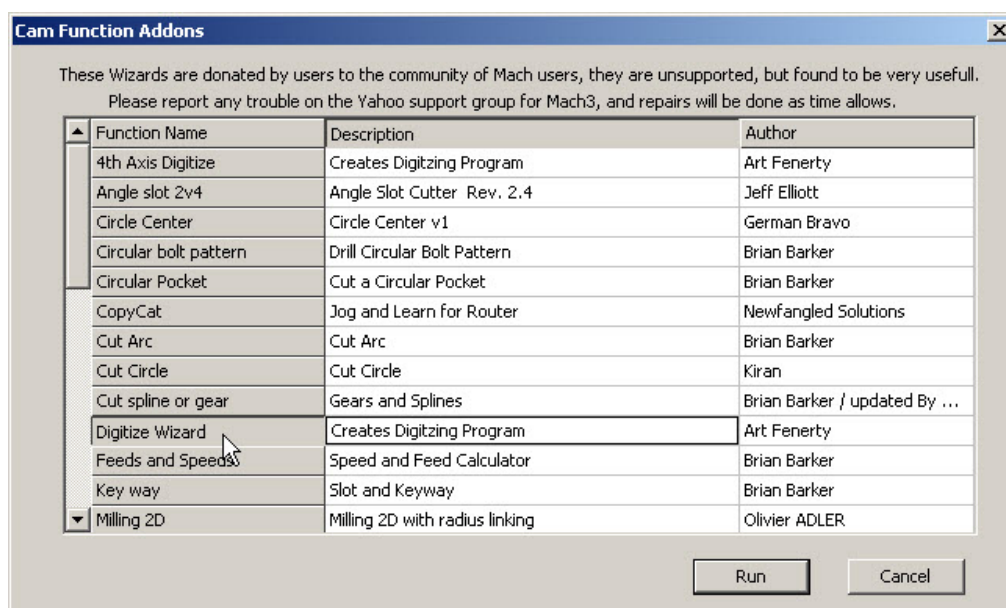 Cam Function Addons
These Wizards are donated by users to the community of Mach users, they are unsupported, but found to be very usefull.
Please report any trouble on the Yahoo support group for Mach3, and repairs will be done as time allows.
Function Name Description Author
4th Axis Digitize Creates Digitzing Program Art Fenerty
Angle slot 2v4 Angle Slot Cutter Rev. 2.4 Jeff Elliott
Circle Center Circle Center v1 German Bravo
Circular bolt pattern Drill Circular Bolt Pattern Brian Barker
Circular Pocket Cut a Circular Pocket Brian Barker
CopyCat Jog and Learn for Router Newfangled Solutions
Cut Arc Cut Arc Brian Barker
Cut Circle Cut Circle Kiran
Cut spline or gear Gears and Splines Brian Barker / updated By ...
Digitize Wizard Creates Digitzing Program Art Fenerty
Feeds and Speeds Speed and Feed Calculator Brian Barker
Key way Slot and Keyway Brian Barker
Milling 2D Milling 2D with radius linking Olivier ADLER
Run Cancel